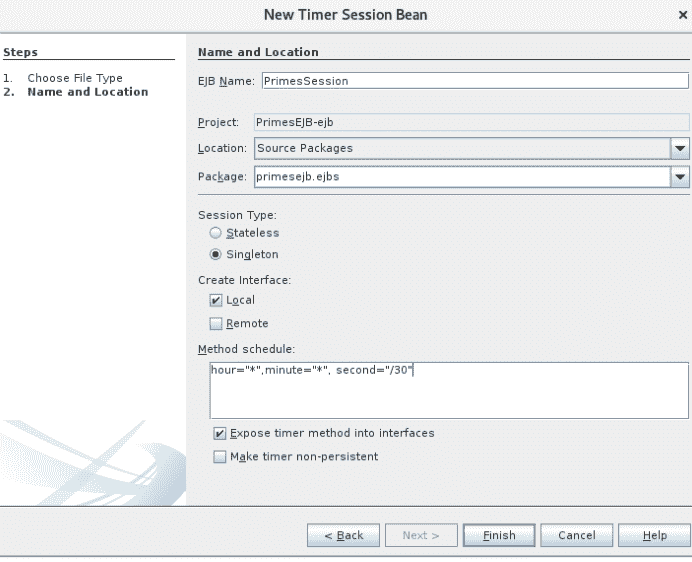 New Timer Session Bean
Steps
1. Choose File Type
2. Name and Location
Name and Location
EJB Name: PrimesSession
Project: PrimesEJB-ejb
Location: Source Packages
Package: primesejb.ejbs
Session Type:
Stateless
Singleton
Create Interface:
Local
Remote
Method schedule:
hour="*",minute="*", second="/30"
Expose timer method into interfaces
Make timer non-persistent
< Back Next > Finish Cancel Help